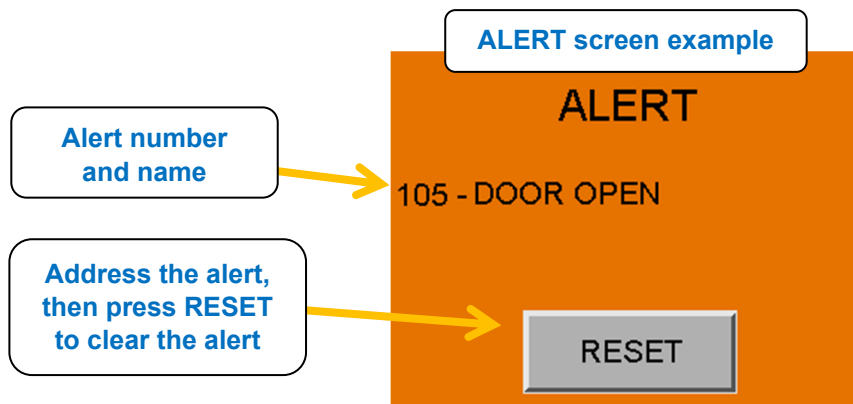 ALERT screen example
ALERT
Alert number
and name
105 - DOOR OPEN
Address the alert,
then press RESET
to clear the alert
RESET